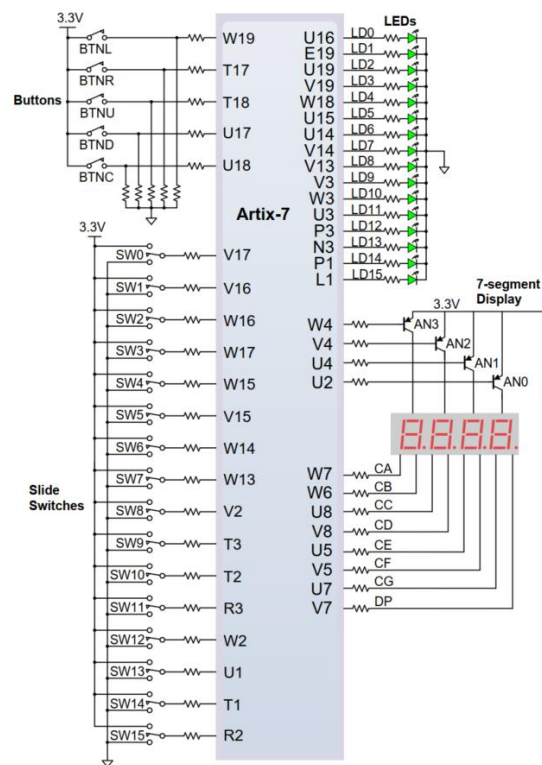 3.3V
BTNL
W19
BTNR
T17
Buttons
BTNU
T18
BTND
U17
BTNC
U18
Artix-7
LEDs
U16 LD0
E19 LD1
U19 LD2
V19 LD3
W18 LD4
U15 LD5
U14 LD6
V14 LD7
V13 LD8
V3 LD9
W3 LD10
U3 LD11
P3 LD12
N3 LD13
P1 LD14
L1 LD15
3.3V
SW0 V17
SW1 V16
SW2 W16
SW3 W17
SW4 W15
SW5 V15
SW6 W14
SW7 W13
Slide
Switches
SW8 V2
SW9 T3
SW10 T2
SW11 R3
SW12 W2
SW13 U1
SW14 T1
SW15 R2
7-segment
Display
3.3V
W4 AN3
V4 AN2
U4 AN1
U2 AN0
8.8.8.8.
W7 CA
W6 CB
U8 CC
V8 CD
U5 CE
V5 CF
U7 CG
V7 DP